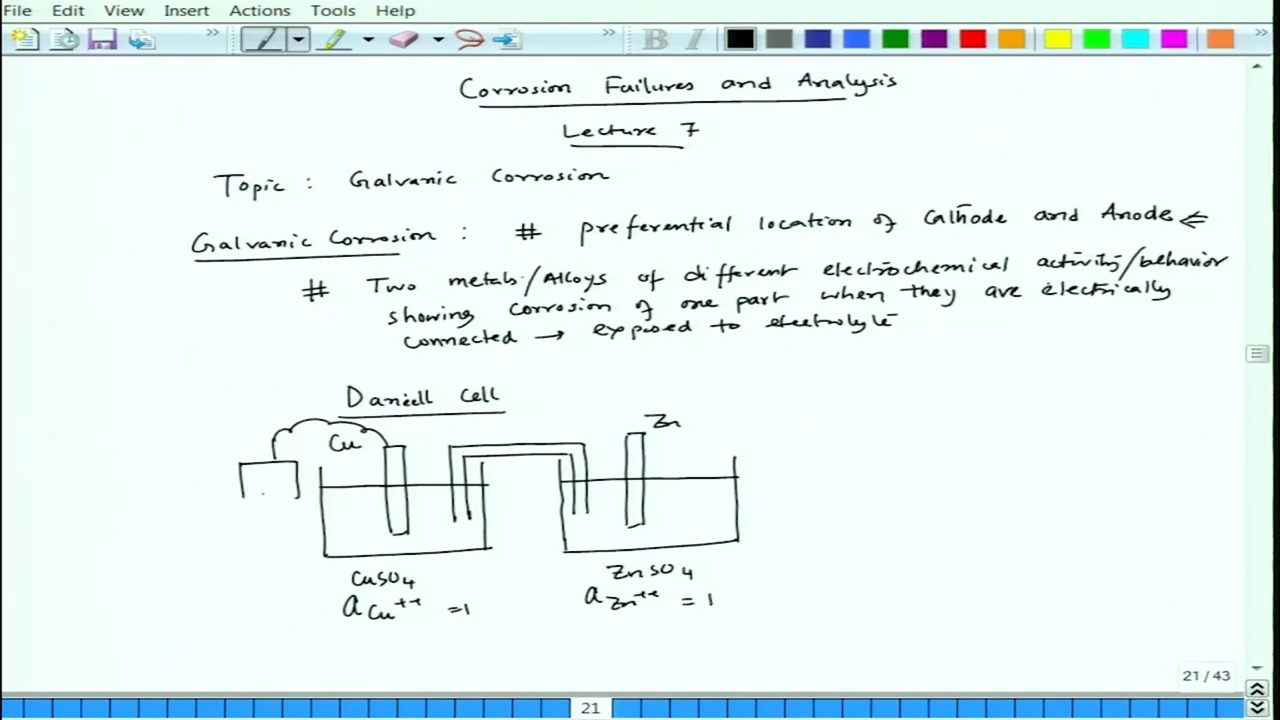 File Edit View Insert Actions Tools Help
Corrosion Failures and Analysis
Lecture 7
Topic : Galvanic Corrosion
Galvanic Corrosion : # preferential location of Cathode and Anode ⇐
# Two metals/Alloys of different electrochemical activity/behavior
showing corrosion of one part when they are electrically
connected → exposed to electrolyte
Daniell Cell
Cu
Zn
CuSO4
a Cu++ = 1
ZnSO4
a Zn++ = 1
21 / 43
21